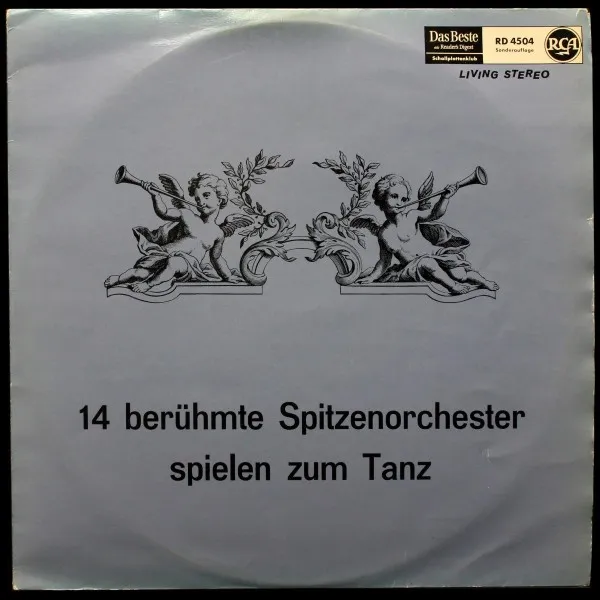 Das Beste
aus Reader's Digest
Schallplattenklub
RD 4504
Sonderauflage
RCA
LIVING STEREO
14 berühmte Spitzenorchester
spielen zum Tanz